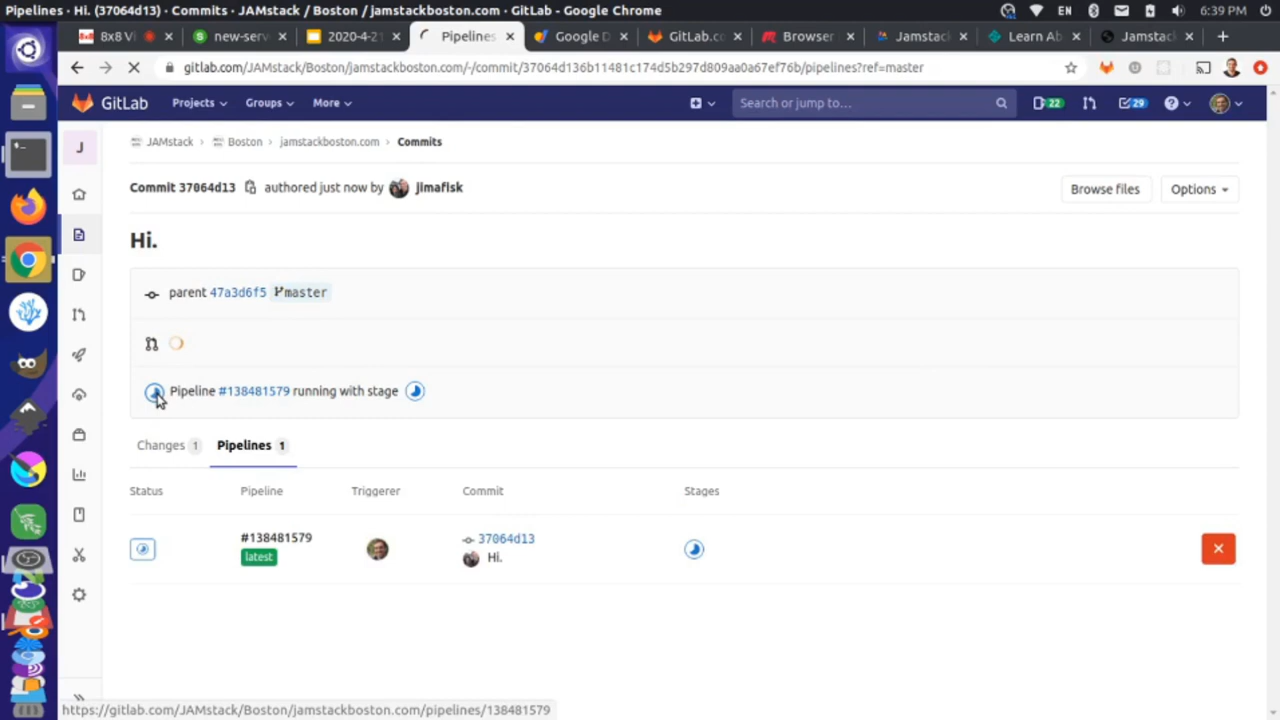 Pipelines · Hi. (37064d13) · Commits · JAMstack / Boston / jamstackboston.com · GitLab - Google Chrome
EN
6:39 PM
8x8 Vi
new-serv
2020-4-21
Pipelines
Google D
GitLab.co
Browser
Jamstack
Learn Ab
Jamstac
gitlab.com/JAMstack/Boston/jamstackboston.com/-/commit/37064d136b11481c174d5b297d809aa0a67ef76b/pipelines?ref=master
GitLab
Projects
Groups
More
Search or jump to...
22
29
J
JAMstack > Boston > jamstackboston.com > Commits
Commit 37064d13 authored just now by jimafisk
Browse files
Options
Hi.
parent 47a3d6f5 master
Pipeline #138481579 running with stage
Changes 1
Pipelines 1
Status
Pipeline
Triggerer
Commit
Stages
#138481579
latest
37064d13
Hi.
https://gitlab.com/JAMstack/Boston/jamstackboston.com/pipelines/138481579